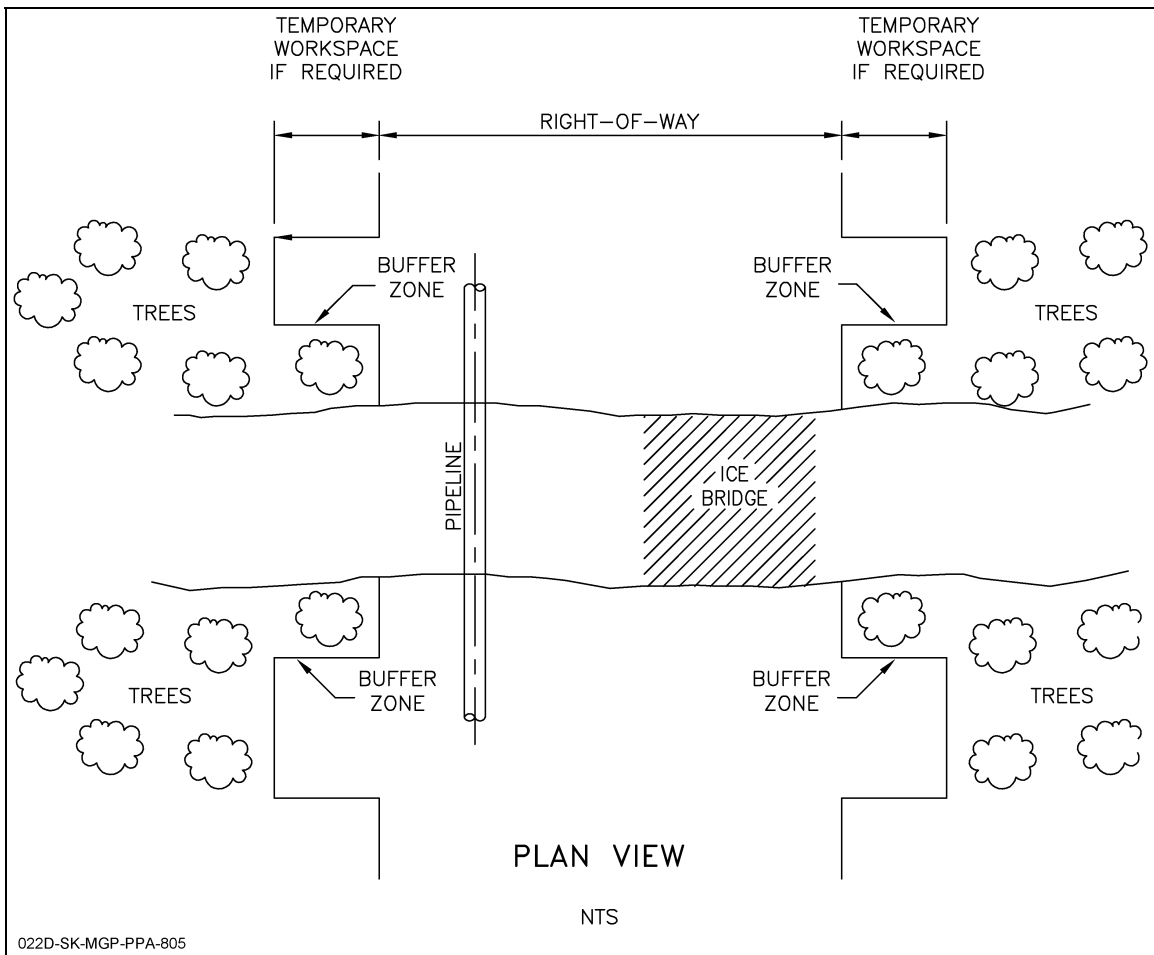 TEMPORARY
WORKSPACE
IF REQUIRED
TEMPORARY
WORKSPACE
IF REQUIRED
RIGHT-OF-WAY
BUFFER
ZONE
BUFFER
ZONE
TREES
TREES
PIPELINE
ICE
BRIDGE
TREES
BUFFER
ZONE
BUFFER
ZONE
TREES
PLAN VIEW
NTS
022D-SK-MGP-PPA-805